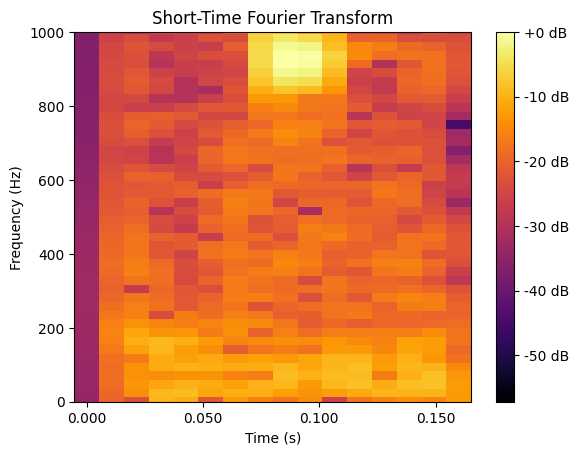 Short-Time Fourier Transform
Frequency (Hz)
1000
800
600
400
200
0
0.000
0.050
0.100
0.150
Time (s)
+0 dB
-10 dB
-20 dB
-30 dB
-40 dB
-50 dB